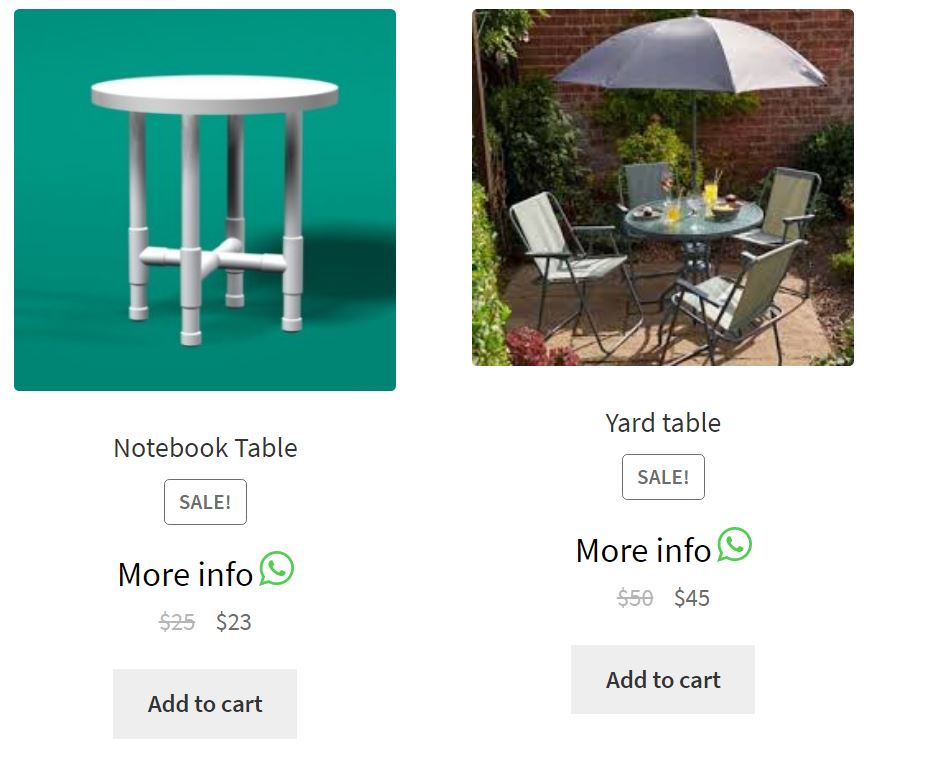 Notebook Table
SALE!
More info
$25 $23
Add to cart
Yard table
SALE!
More info
$50 $45
Add to cart